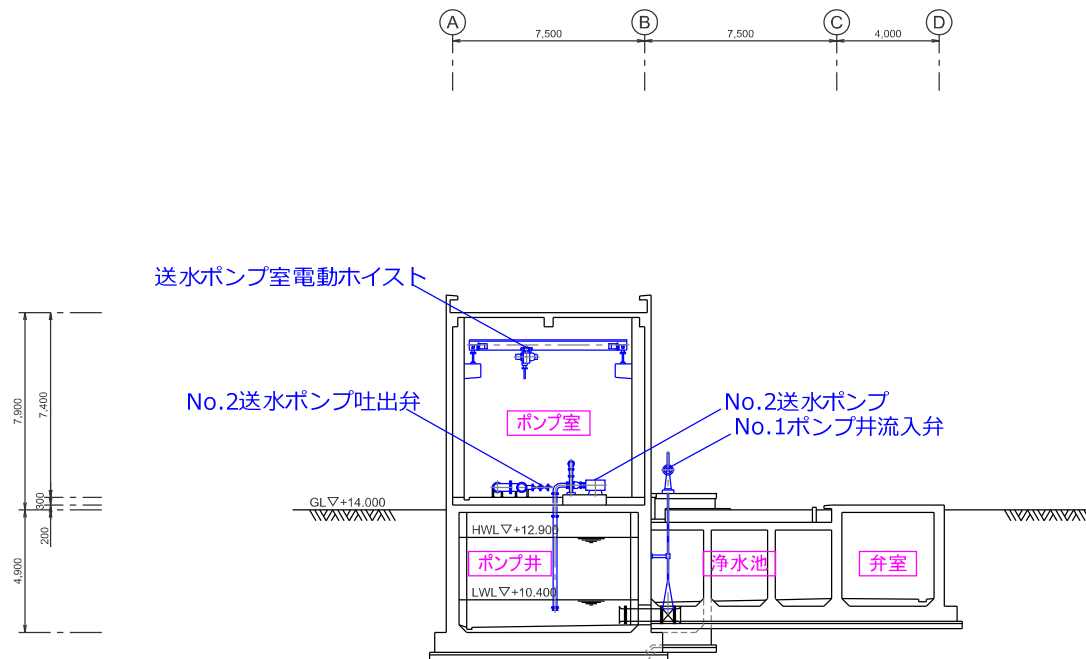 A
B
C
D
7,500
7,500
4,000
送水ポンプ室電動ホイスト
No.2送水ポンプ吐出弁
No.2送水ポンプ
No.1ポンプ井流入弁
ポンプ室
7,900
7,400
300
200
4,900
GL▽+14.000
HWL▽+12.900
ポンプ井
浄水池
弁室
LWL▽+10.400